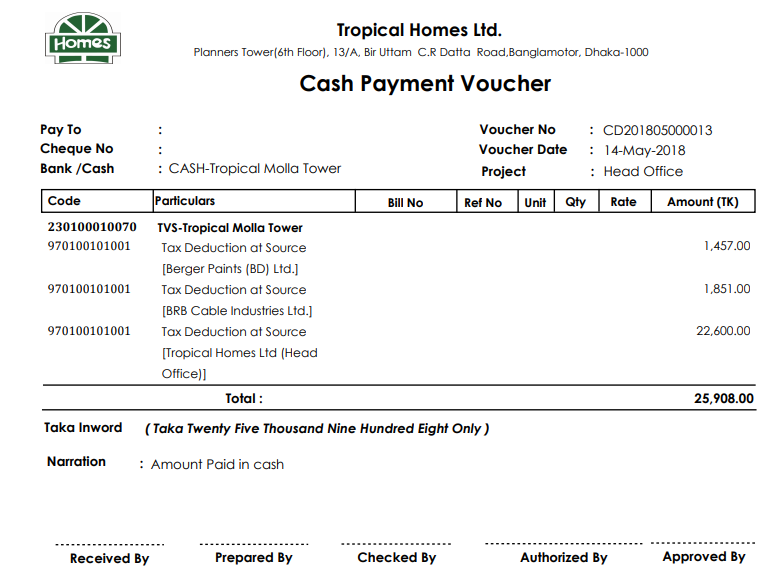 Homes
Tropical Homes Ltd.
Planners Tower(6th Floor), 13/A, Bir Uttam C.R Datta Road,Banglamotor, Dhaka-1000
Cash Payment Voucher
Pay To :
Voucher No : CD201805000013
Cheque No :
Voucher Date : 14-May-2018
Bank /Cash : CASH-Tropical Molla Tower
Project : Head Office
Code Particulars Bill No Ref No Unit Qty Rate Amount (TK)
230100010070 TVS-Tropical Molla Tower
970100101001 Tax Deduction at Source 1,457.00
[Berger Paints (BD) Ltd.]
970100101001 Tax Deduction at Source 1,851.00
[BRB Cable Industries Ltd.]
970100101001 Tax Deduction at Source 22,600.00
[Tropical Homes Ltd (Head
Office)]
Total : 25,908.00
Taka Inword ( Taka Twenty Five Thousand Nine Hundred Eight Only )
Narration : Amount Paid in cash
Received By Prepared By Checked By Authorized By Approved By